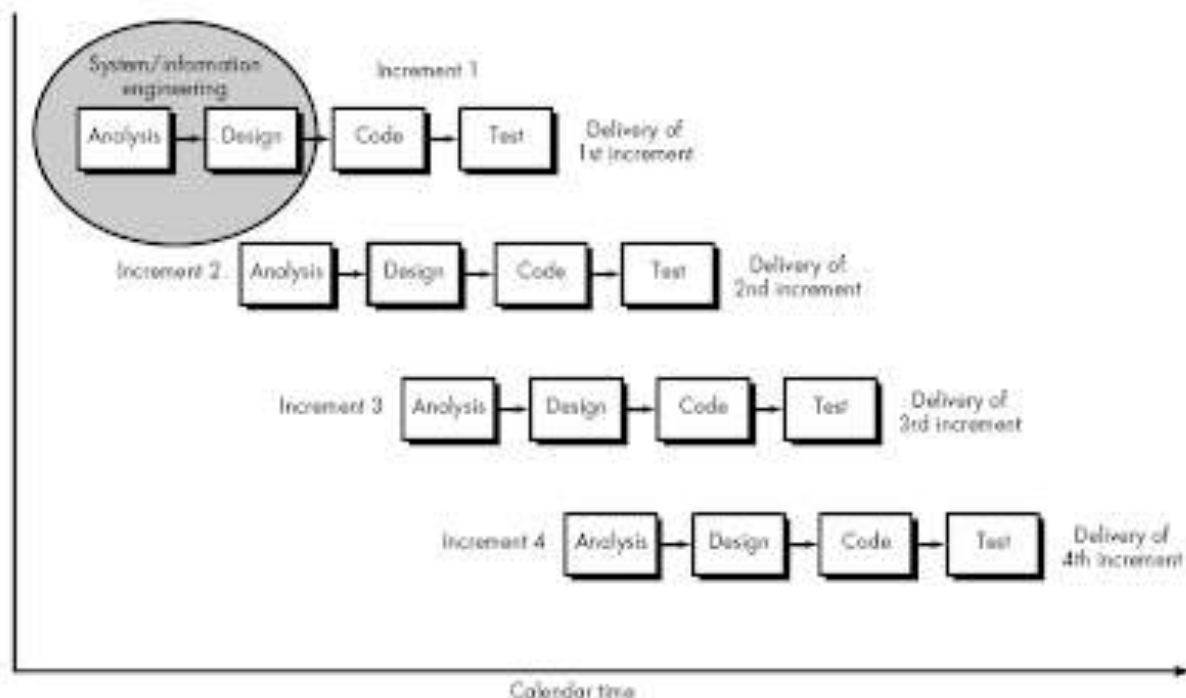 System/information
engineering
Increment 1
Analysis
Design
Code
Test
Delivery of
1st increment
Increment 2
Analysis
Design
Code
Test
Delivery of
2nd increment
Increment 3
Analysis
Design
Code
Test
Delivery of
3rd increment
Increment 4
Analysis
Design
Code
Test
Delivery of
4th increment
Calendar time